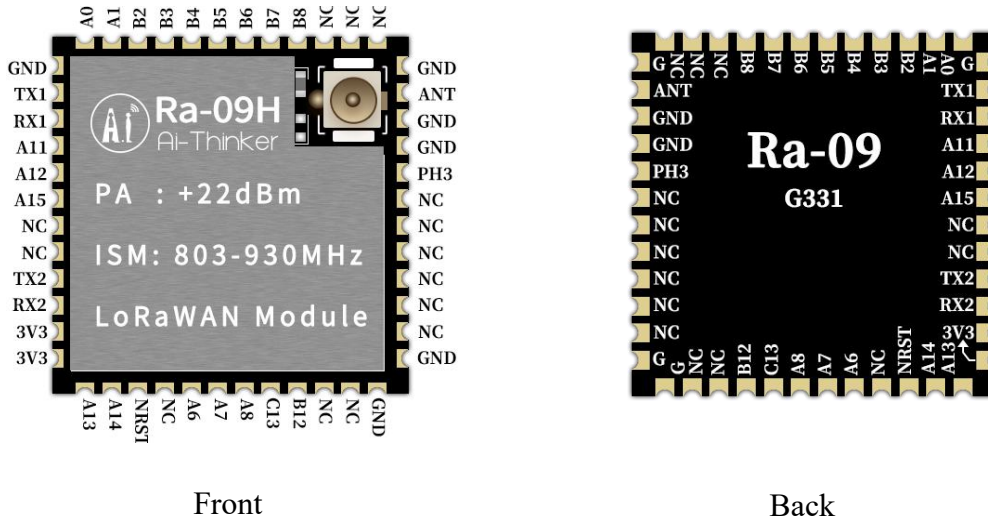 A0 A1 B2 B3 B4 B5 B6 B7 B8 NC NC NC
GND
TX1
RX1
A11
A12
A15
NC
NC
TX2
RX2
3V3
3V3
Ai
Ra-09H
Ai-Thinker
PA : +22dBm
ISM: 803-930MHz
LoRaWAN Module
GND
ANT
GND
GND
PH3
NC
NC
NC
NC
NC
NC
GND
A13 A14 NRST NC A6 A7 A8 C13 B12 NC NC GND
Front
G NC NC B8 B7 B6 B5 B4 B3 B2 A1 A0 G
ANT
GND
GND
PH3
NC
NC
NC
NC
NC
NC
G
Ra-09
G331
TX1
RX1
A11
A12
A15
NC
NC
TX2
RX2
3V3
G NC NC B12 C13 A8 A7 A6 NC NRST A14 A13
Back